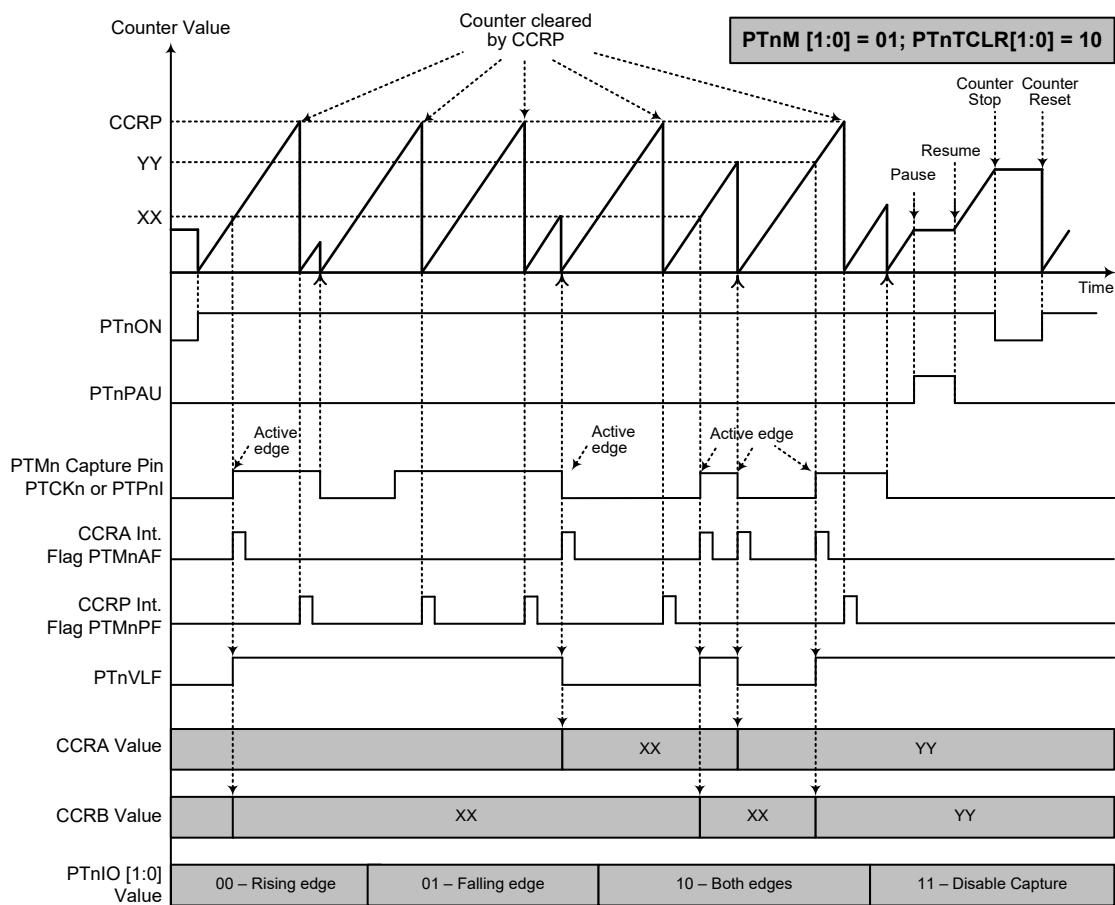 Counter Value
Counter cleared
by CCRP
PTnM [1:0] = 01; PTnTCLR[1:0] = 10
Counter
Stop
Counter
Reset
CCRP
YY
XX
Pause
Resume
Time
PTnON
PTnPAU
Active
edge
Active
edge
Active edge
PTMn Capture Pin
PTCKn or PTPnI
CCRA Int.
Flag PTMnAF
CCRP Int.
Flag PTMnPF
PTnVLF
CCRA Value
XX
YY
CCRB Value
XX
XX
YY
PTnIO [1:0]
Value
00 – Rising edge
01 – Falling edge
10 – Both edges
11 – Disable Capture